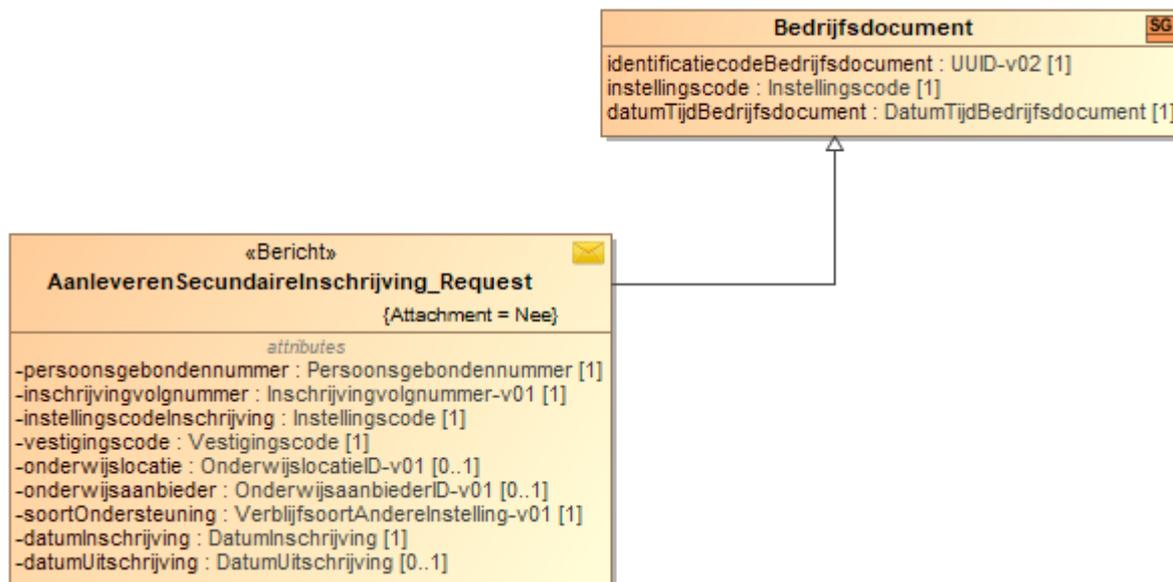 Bedrijfsdocument
SG
identificatiecodeBedrijfsdocument : UUID-v02 [1]
instellingscode : Instellingscode [1]
datumTijdBedrijfsdocument : DatumTijdBedrijfsdocument [1]
«Bericht»
AanleverenSecundaireInschrijving_Request
{Attachment = Nee}
attributes
-persoonsgebondennummer : Persoonsgebondennummer [1]
-inschrijvingvolgnummer : Inschrijvingvolgnummer-v01 [1]
-instellingscodeInschrijving : Instellingscode [1]
-vestigingscode : Vestigingscode [1]
-onderwijslocatie : OnderwijslocatieID-v01 [0..1]
-onderwijsaanbieder : OnderwijsaanbiederID-v01 [0..1]
-soortOndersteuning : VerblijfsoortAndereInstelling-v01 [1]
-datumInschrijving : DatumInschrijving [1]
-datumUitschrijving : DatumUitschrijving [0..1]